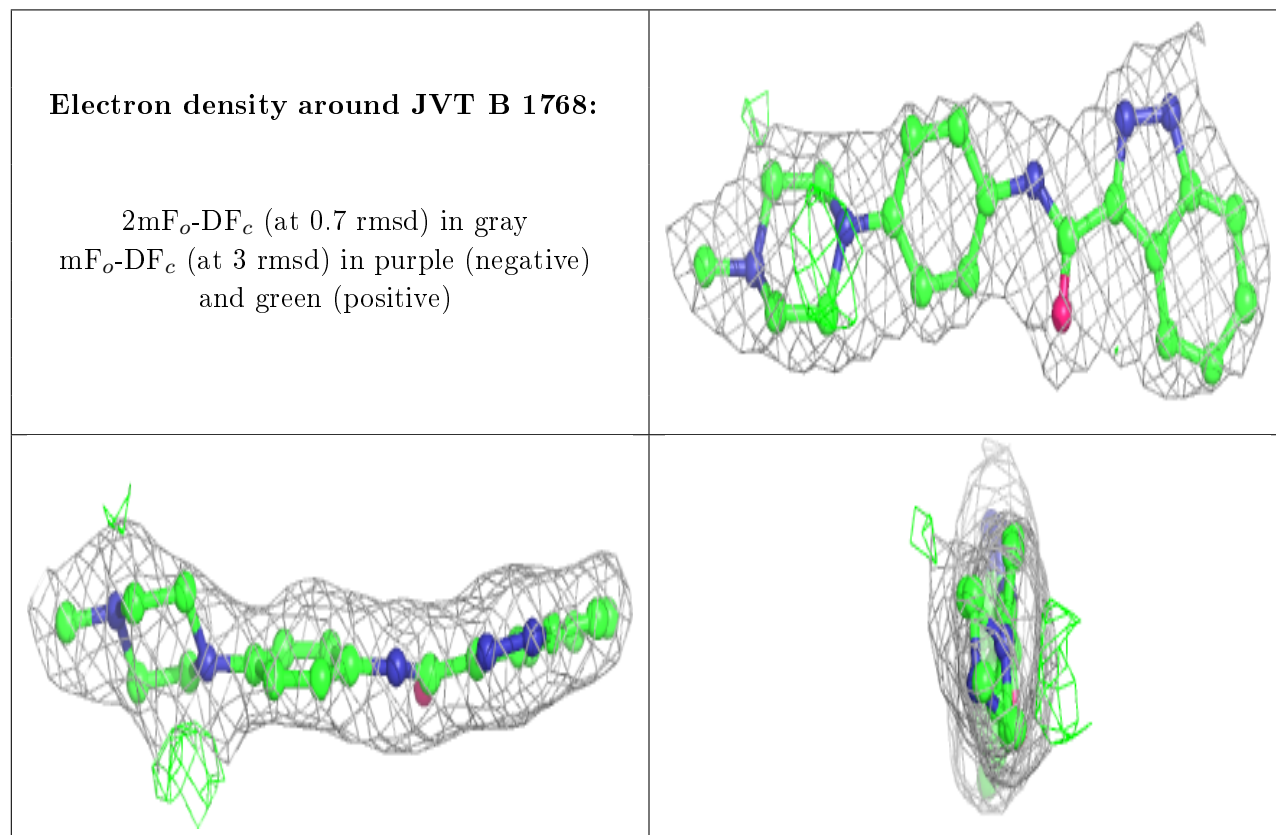 Electron density around JVT B 1768:
2mFo-DFc (at 0.7 rmsd) in gray
mFo-DFc (at 3 rmsd) in purple (negative)
and green (positive)